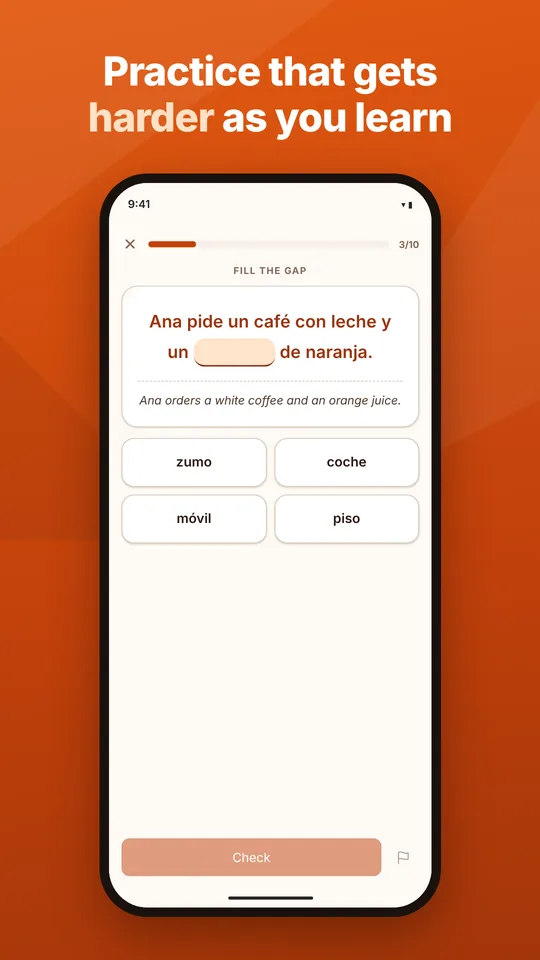 Practice that gets
harder as you learn
9:41
3/10
FILL THE GAP
Ana pide un café con leche y
un de naranja.
Ana orders a white coffee and an orange juice.
zumo
coche
móvil
piso
Check